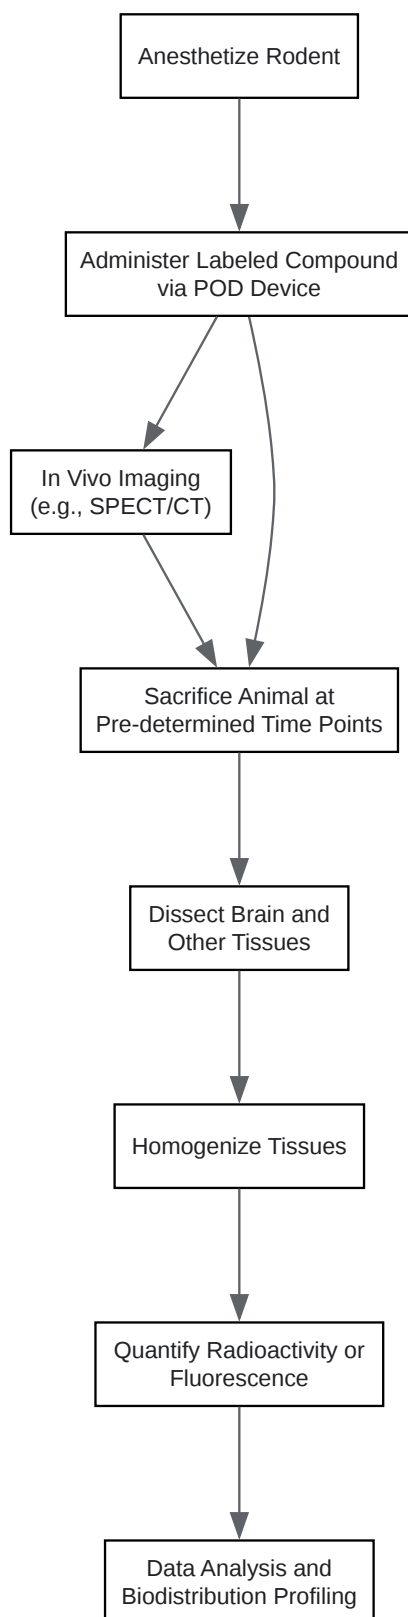 Anesthetize Rodent
Administer Labeled Compound
via POD Device
In Vivo Imaging
(e.g., SPECT/CT)
Sacrifice Animal at
Pre-determined Time Points
Dissect Brain and
Other Tissues
Homogenize Tissues
Quantify Radioactivity or
Fluorescence
Data Analysis and
Biodistribution Profiling